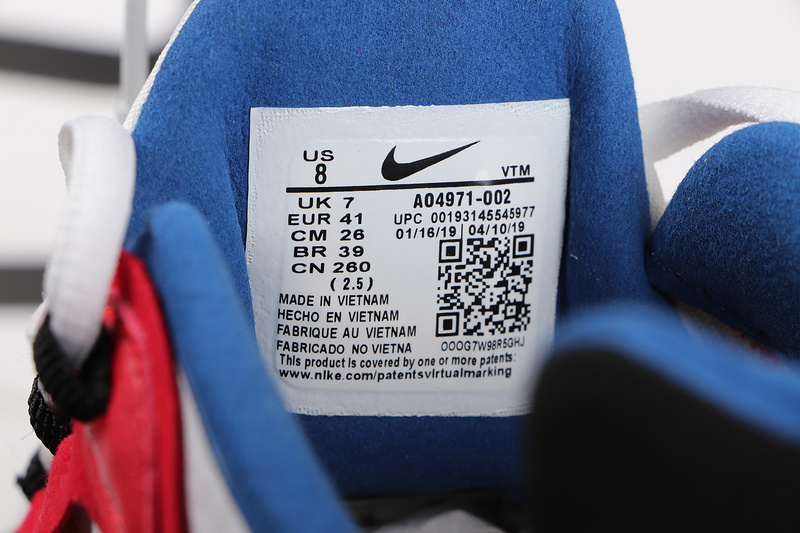 US
8
VTM
UK 7
EUR 41
CM 26
BR 39
CN 260
(2.5)
AO4971-002
UPC 00193145545977
01/16/19 | 04/10/19
MADE IN VIETNAM
HECHO EN VIETNAM
FABRIQUE AU VIETNAM
FABRICADO NO VIETNA
OOOG7W98R5GHJ
This product is covered by one or more patents:
www.nike/patentsvirtualmarking